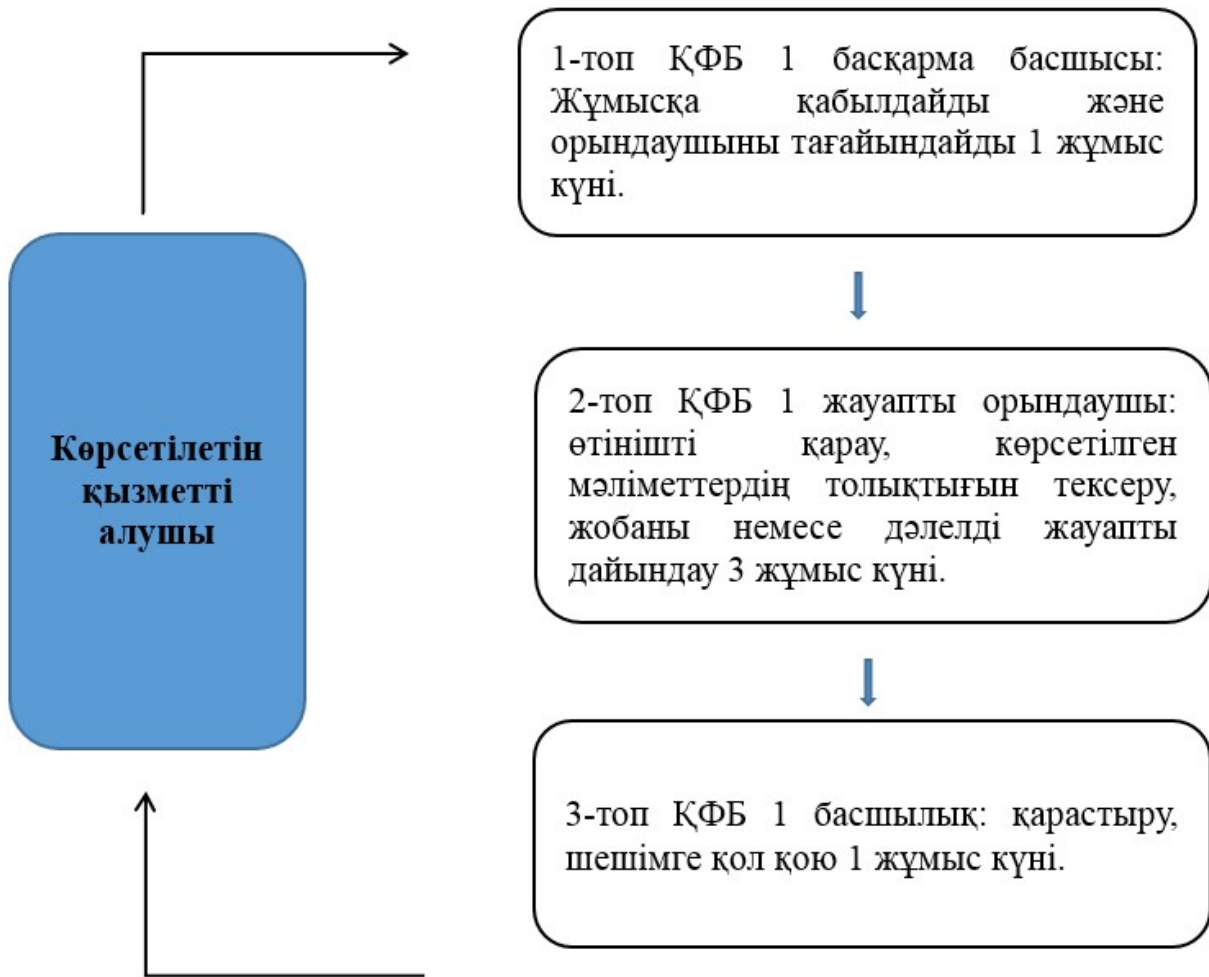 1-топ ҚФБ 1 басқарма басшысы:
Жұмысқа қабылдайды және
орындаушыны тағайындайды 1 жұмыс
күні.
Көрсетілетін
қызметті
алушы
2-топ ҚФБ 1 жауапты орындаушы:
өтінішті қарау, көрсетілген
мәліметтердің толықтығын тексеру,
жобаны немесе дәлелді жауапты
дайындау 3 жұмыс күні.
3-топ ҚФБ 1 басшылық: қарастыру,
шешімге қол қою 1 жұмыс күні.